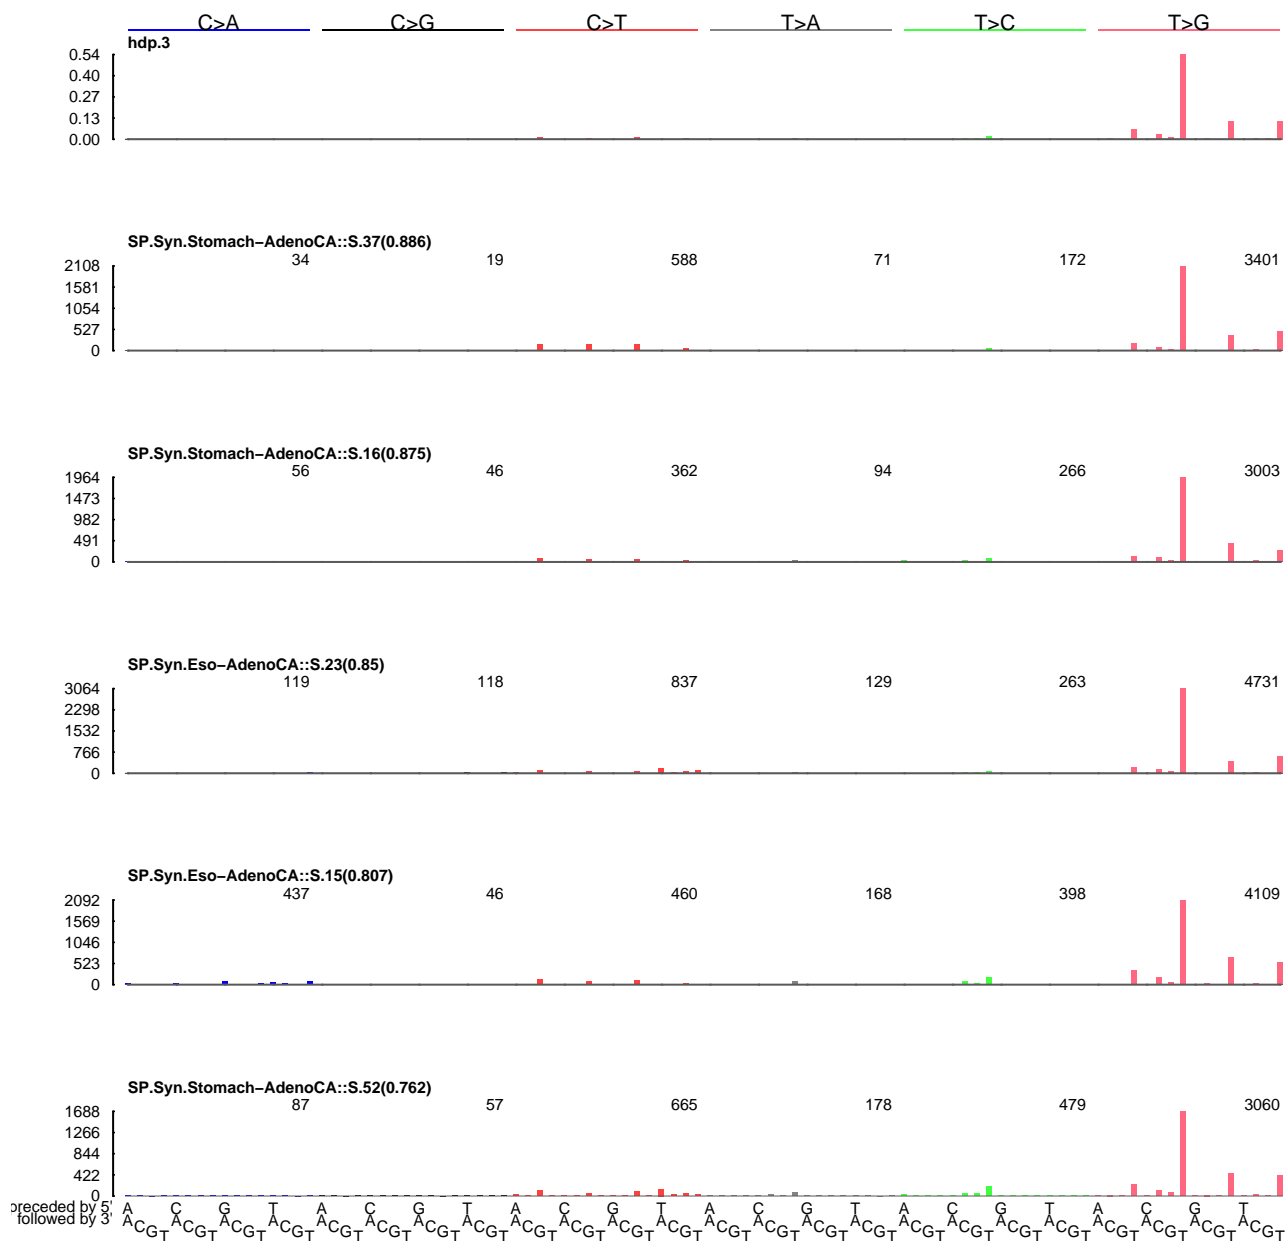 C>A C>G C>T T>A T>C T>G
hdp.3
0.54
0.40
0.27
0.13
0.00
SP.Syn.Stomach−AdenoCA::S.37(0.886)
34 19 588 71 172 3401
2108
1581
1054
527
0
SP.Syn.Stomach−AdenoCA::S.16(0.875)
56 46 362 94 266 3003
1964
1473
982
491
0
SP.Syn.Eso−AdenoCA::S.23(0.85)
119 118 837 129 263 4731
3064
2298
1532
766
0
SP.Syn.Eso−AdenoCA::S.15(0.807)
437 46 460 168 398 4109
2092
1569
1046
523
0
SP.Syn.Stomach−AdenoCA::S.52(0.762)
87 57 665 178 479 3060
1688
1266
844
422
0
preceded by 5' A C G T A C G T A C G T A C G T A C G T A C G T
followed by 3' A C G T A C G T A C G T A C G T A C G T A C G T A C G T A C G T A C G T A C G T A C G T A C G T A C G T A C G T A C G T A C G T A C G T A C G T A C G T A C G T A C G T A C G T A C G T A C G T